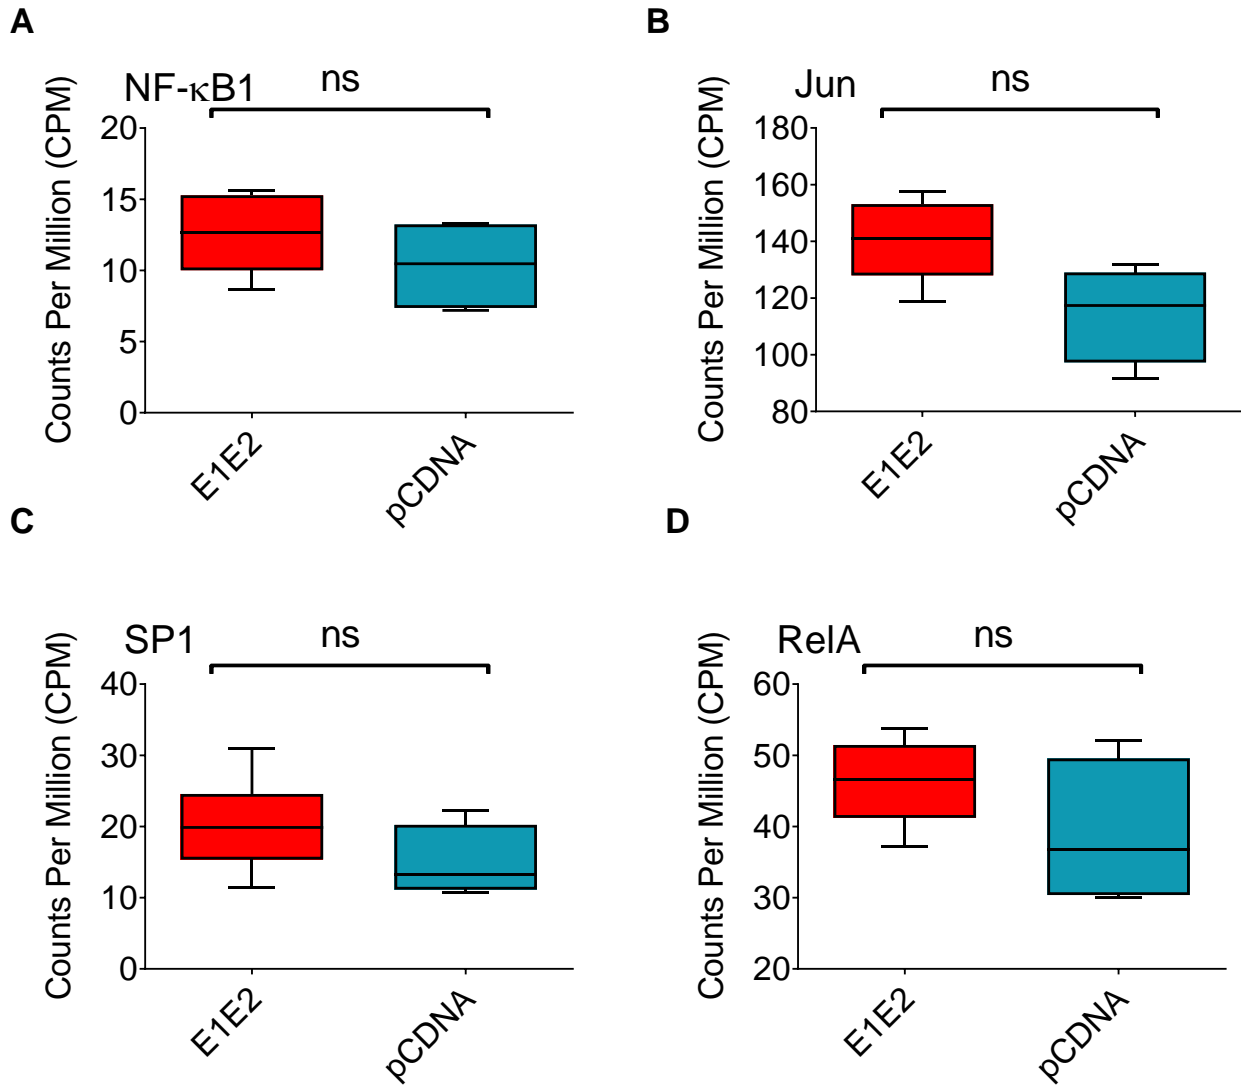 A
NF-κB1
ns
Counts Per Million (CPM)
20
15
10
5
0
E1E2
pCDNA
B
Jun
ns
Counts Per Million (CPM)
180
160
140
120
100
80
E1E2
pCDNA
C
SP1
ns
Counts Per Million (CPM)
40
30
20
10
0
E1E2
pCDNA
D
RelA
ns
Counts Per Million (CPM)
60
50
40
30
20
E1E2
pCDNA